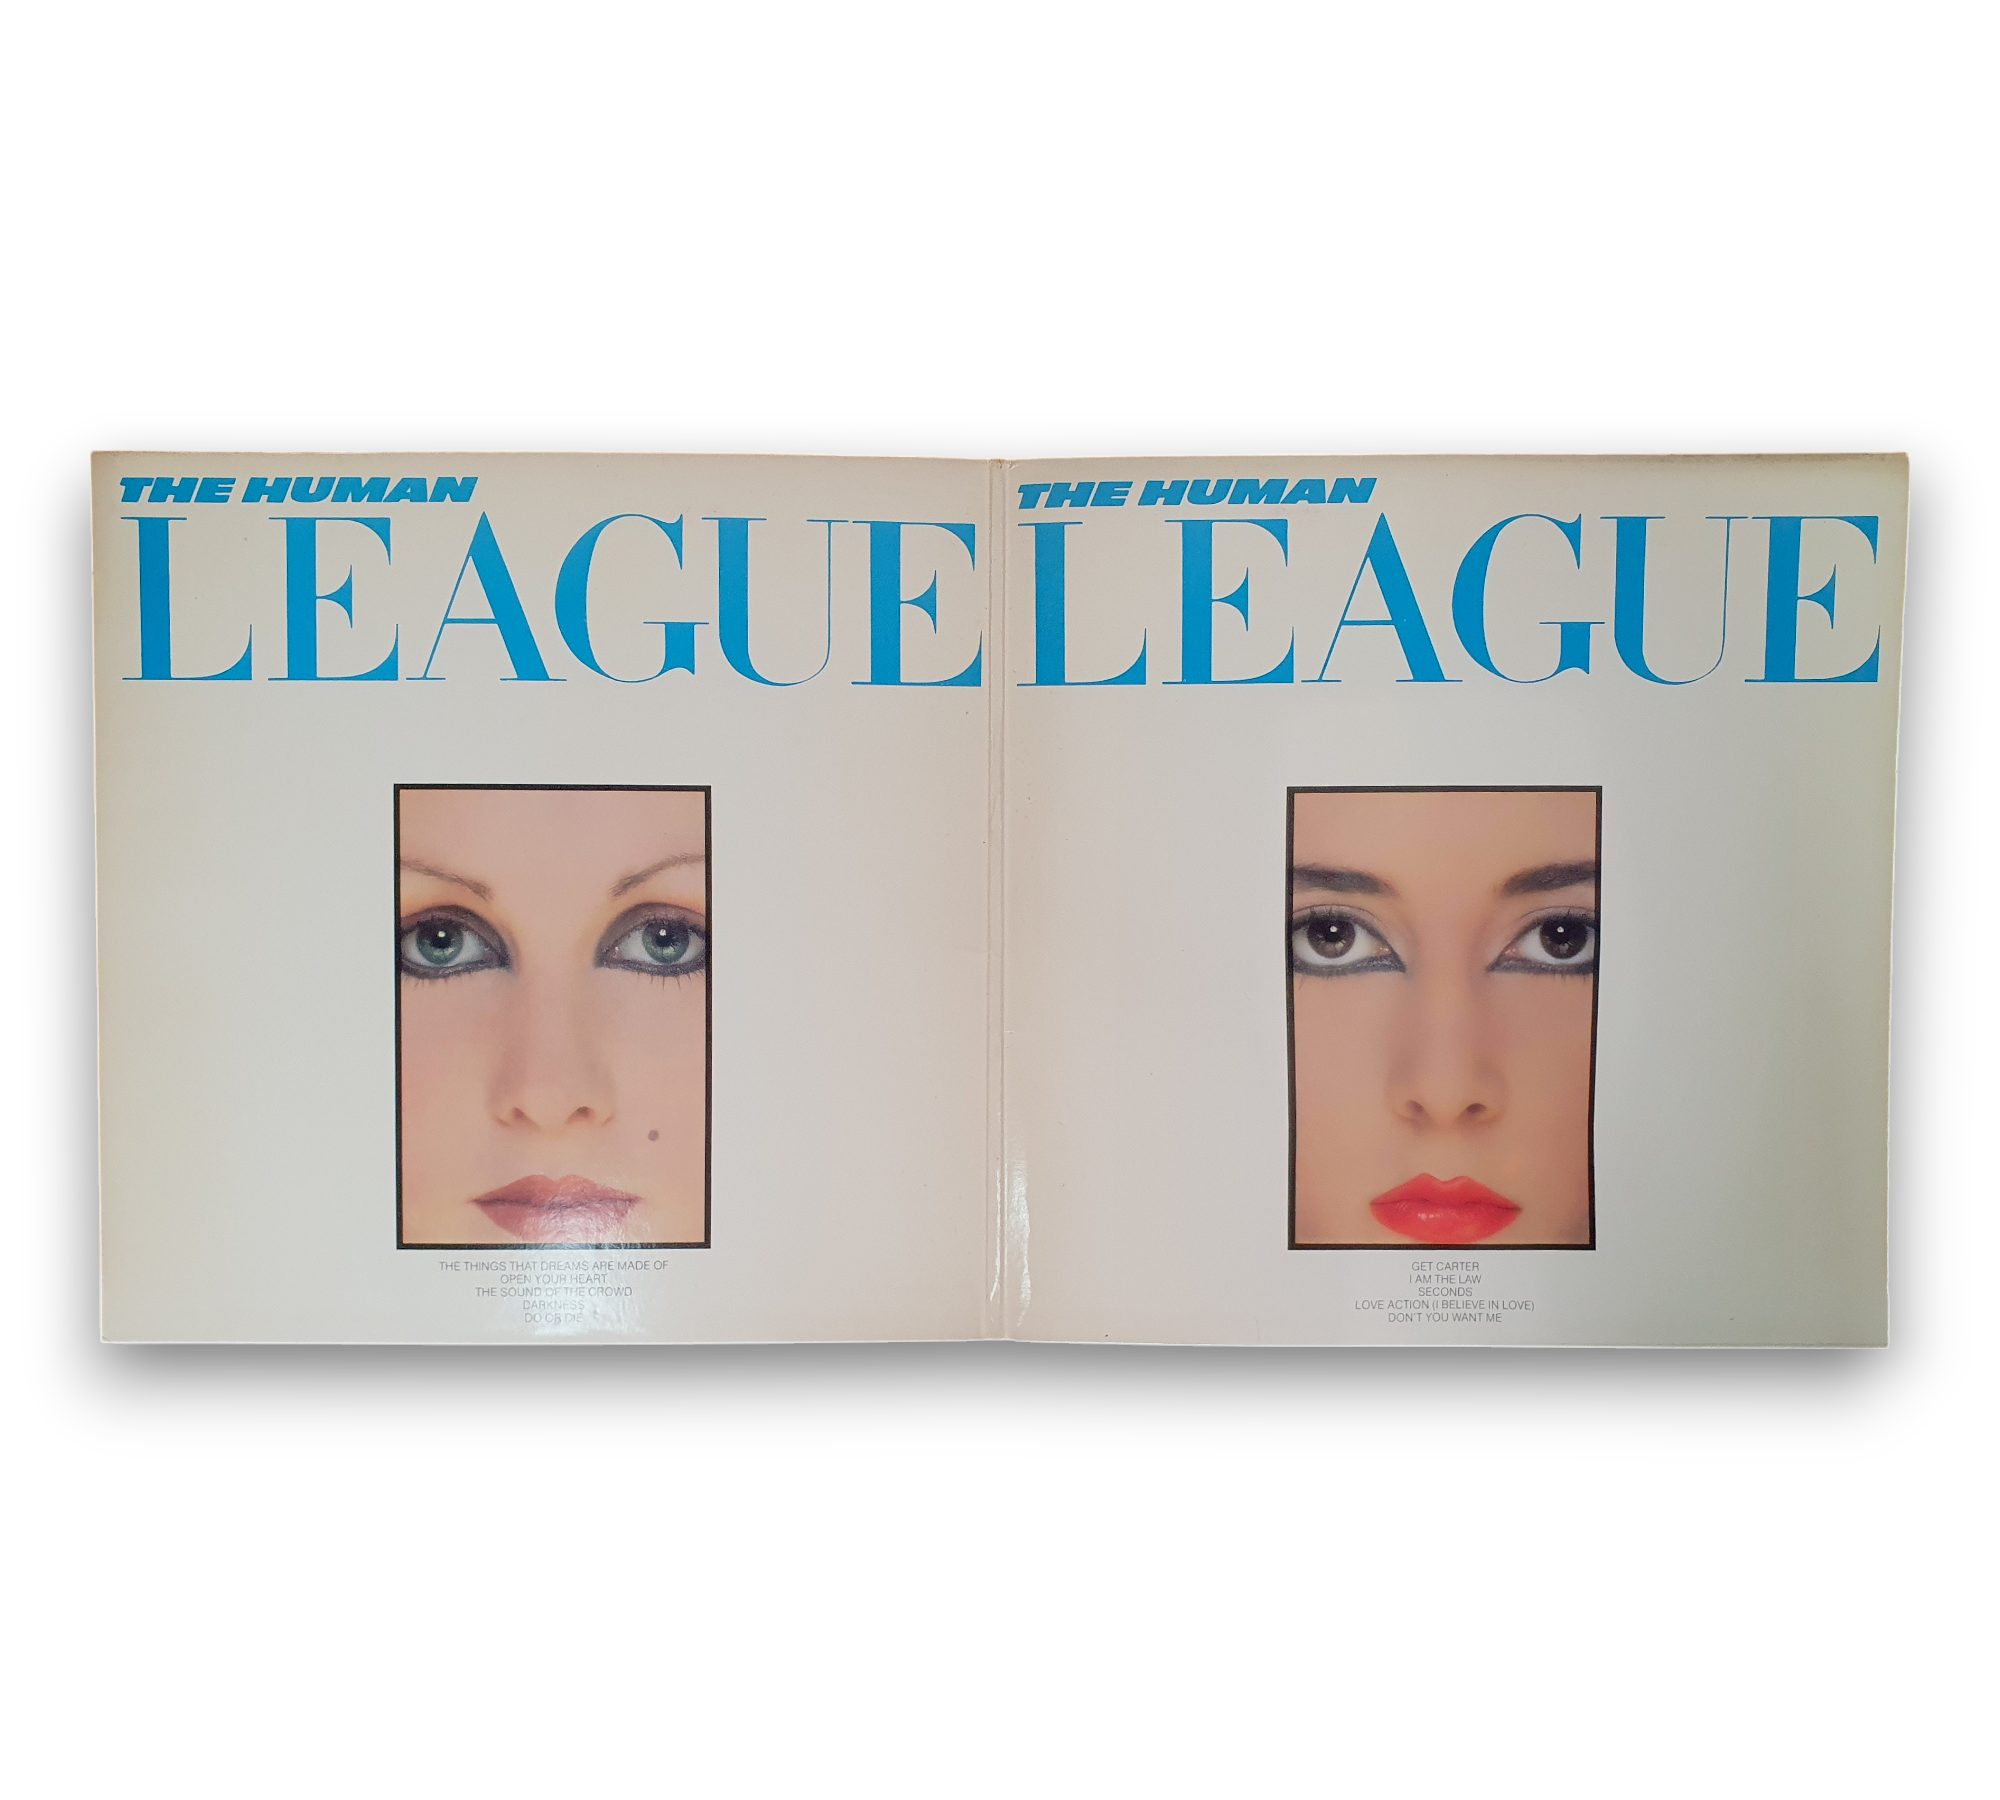 THE HUMAN
LEAGUE
THE THINGS THAT DREAMS ARE MADE OF
OPEN YOUR HEART
THE SOUND OF THE CROWD
DARKNESS
DO OR DIE
THE HUMAN
LEAGUE
GET CARTER
I AM THE LAW
SECONDS
LOVE ACTION (I BELIEVE IN LOVE)
DON'T YOU WANT ME